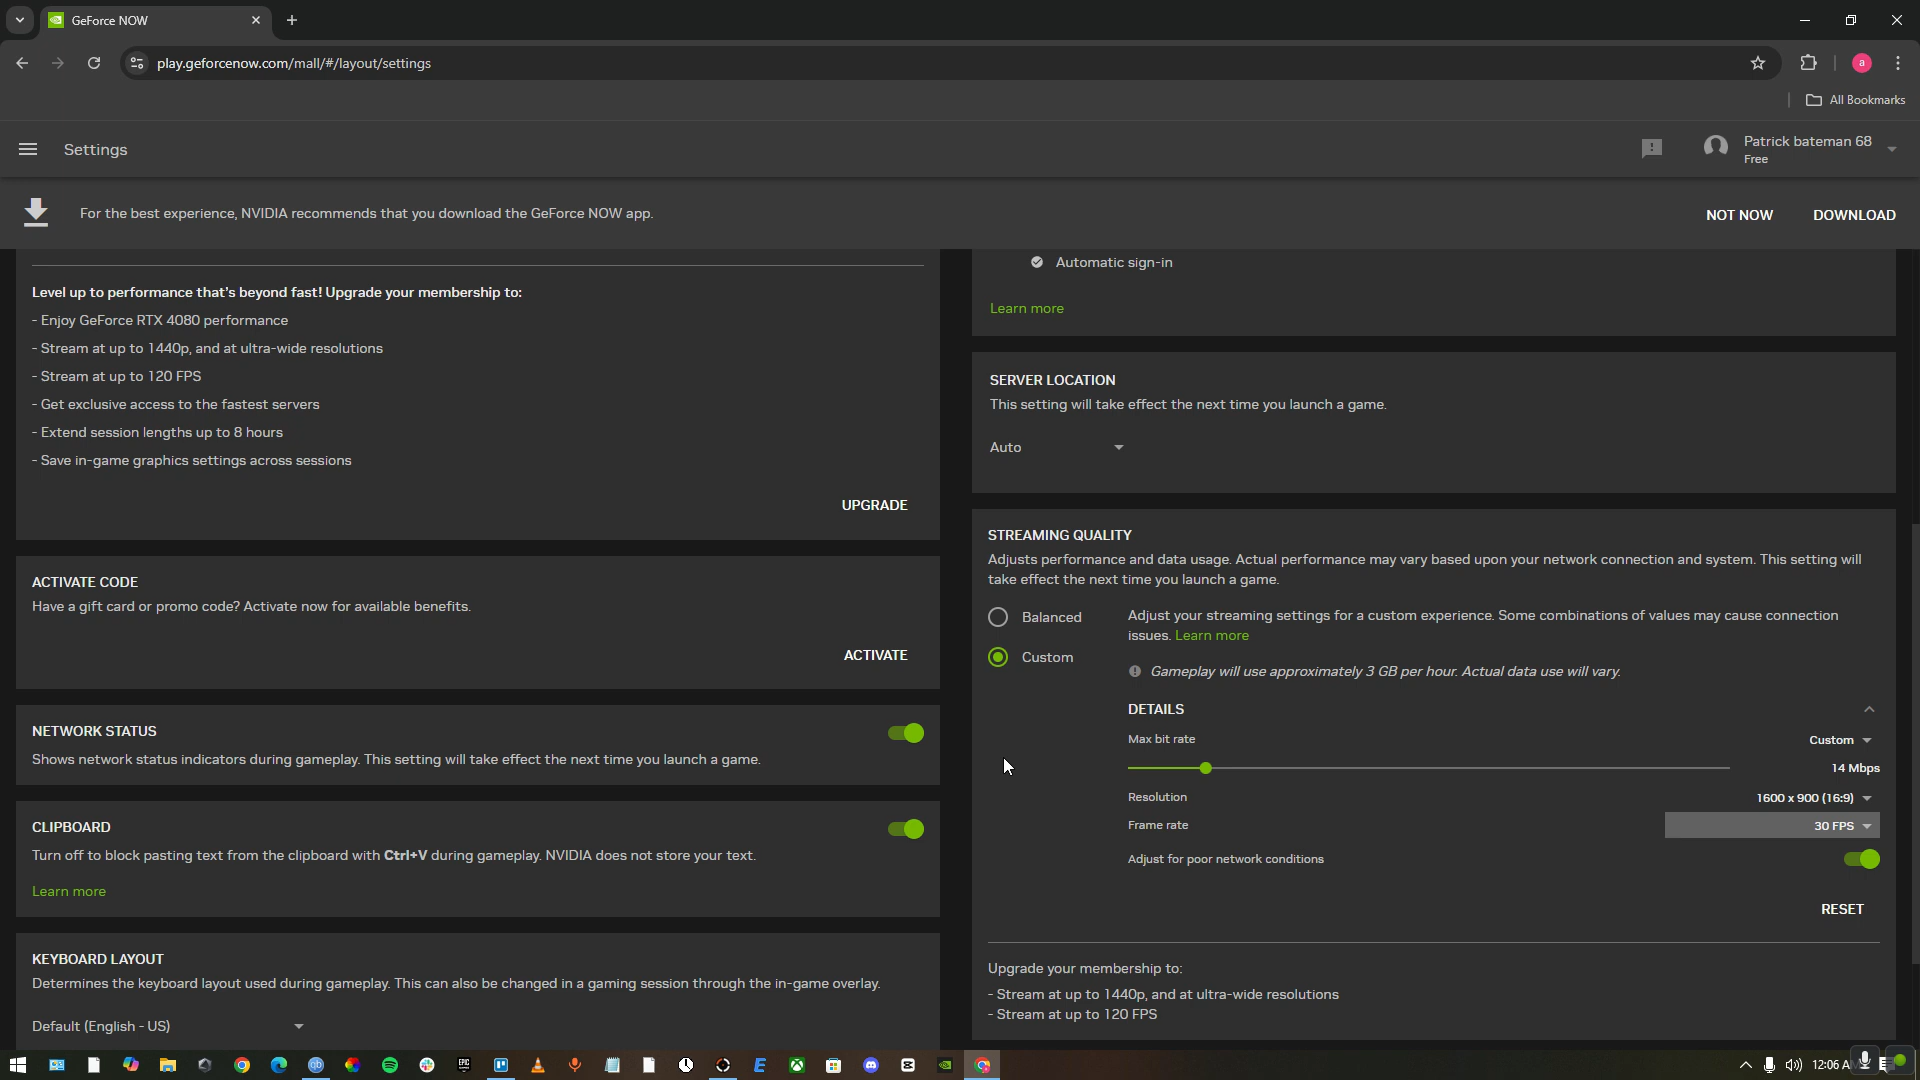 GeForce NOW
play.geforcenow.com/mall/#/layout/settings
a
All Bookmarks
Settings
Patrick bateman 68
Free
For the best experience, NVIDIA recommends that you download the GeForce NOW app.
NOT NOW
DOWNLOAD
Level up to performance that's beyond fast! Upgrade your membership to:
- Enjoy GeForce RTX 4080 performance
- Stream at up to 1440p, and at ultra-wide resolutions
- Stream at up to 120 FPS
- Get exclusive access to the fastest servers
- Extend session lengths up to 8 hours
- Save in-game graphics settings across sessions
UPGRADE
ACTIVATE CODE
Have a gift card or promo code? Activate now for available benefits.
ACTIVATE
NETWORK STATUS
Shows network status indicators during gameplay. This setting will take effect the next time you launch a game.
CLIPBOARD
Turn off to block pasting text from the clipboard with Ctrl+V during gameplay. NVIDIA does not store your text.
Learn more
KEYBOARD LAYOUT
Determines the keyboard layout used during gameplay. This can also be changed in a gaming session through the in-game overlay.
Default (English - US)
Automatic sign-in
Learn more
SERVER LOCATION
This setting will take effect the next time you launch a game.
Auto
STREAMING QUALITY
Adjusts performance and data usage. Actual performance may vary based upon your network connection and system. This setting will
take effect the next time you launch a game.
Balanced
Custom
Adjust your streaming settings for a custom experience. Some combinations of values may cause connection
issues. Learn more
Gameplay will use approximately 3 GB per hour. Actual data use will vary.
DETAILS
Max bit rate
Custom
14 Mbps
Resolution
1600 x 900 (16:9)
Frame rate
30 FPS
Adjust for poor network conditions
RESET
Upgrade your membership to:
- Stream at up to 1440p, and at ultra-wide resolutions
- Stream at up to 120 FPS
qb
EPIC
E
12:06